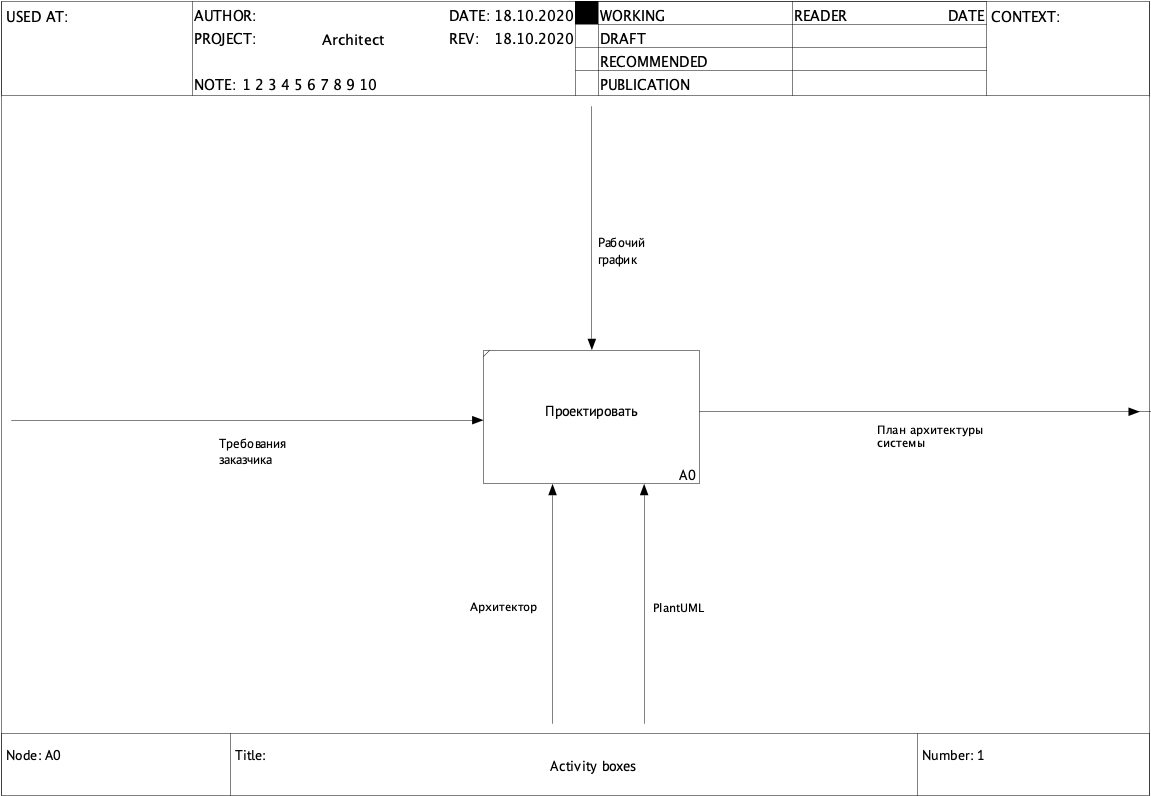 USED AT:
AUTHOR:
DATE: 18.10.2020
WORKING
READER
DATE
CONTEXT:
PROJECT:
Architect
REV: 18.10.2020
DRAFT
RECOMMENDED
NOTE: 1 2 3 4 5 6 7 8 9 10
PUBLICATION
Рабочий
график
Проектировать
A0
Требования
заказчика
План архитектуры
системы
Архитектор
PlantUML
Node: A0
Title:
Activity boxes
Number: 1